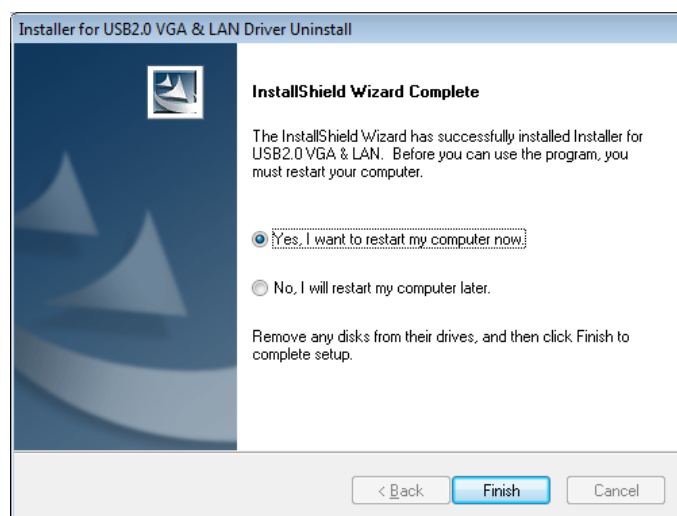 Installer for USB2.0 VGA & LAN Driver Uninstall
InstallShield Wizard Complete
The InstallShield Wizard has successfully installed Installer for
USB2.0 VGA & LAN. Before you can use the program, you
must restart your computer.
Yes, I want to restart my computer now.
No, I will restart my computer later.
Remove any disks from their drives, and then click Finish to
complete setup.
< Back Finish Cancel